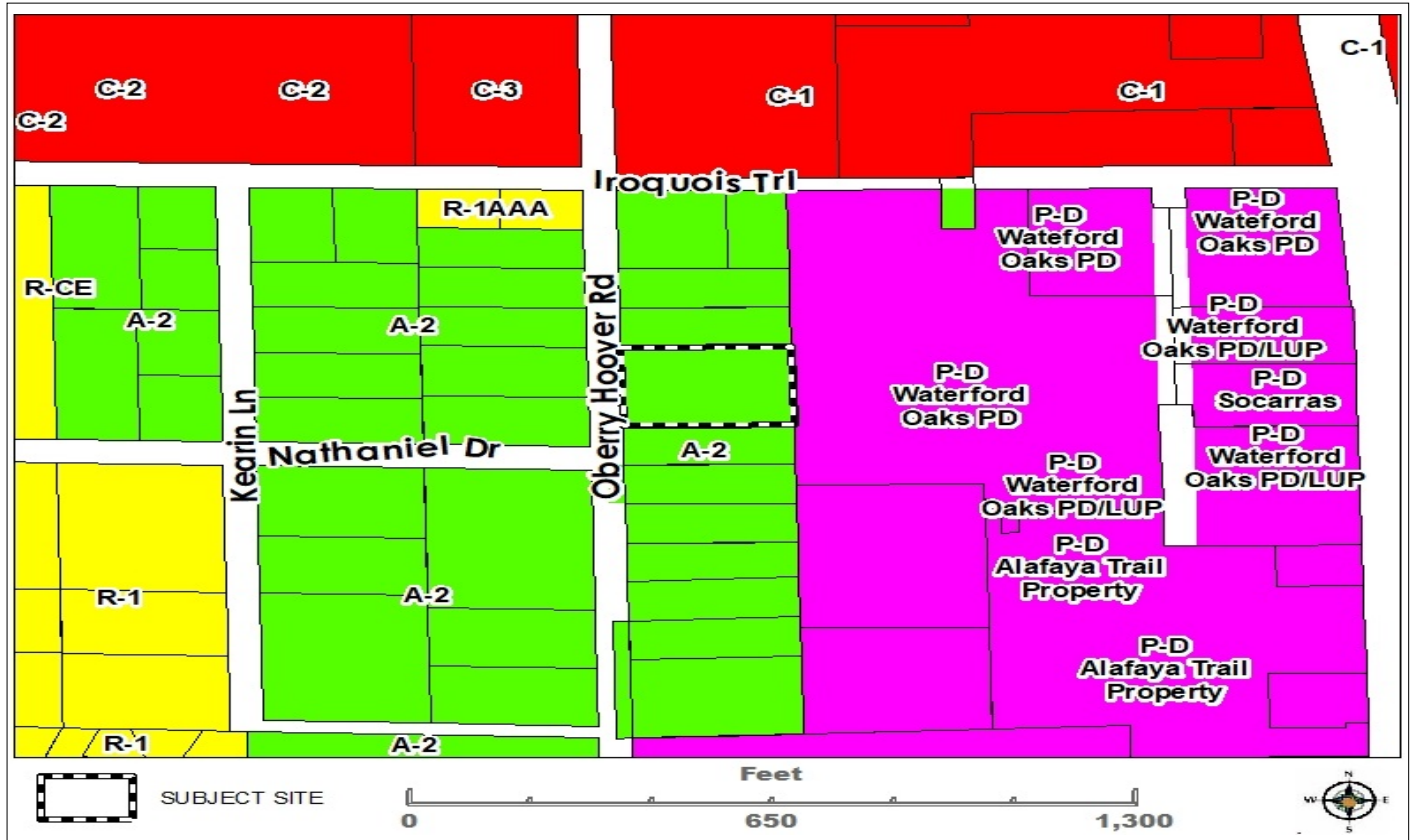 C-2
C-2
C-3
C-1
C-1
C-1
C-2
Iroquois Trl
R-1AAA
P-D
Wateford
Oaks PD
P-D
Wateford
Oaks PD
R-CE
A-2
A-2
Oberry Hoover Rd
P-D
Waterford
Oaks PD/LUP
P-D
Waterford
Oaks PD
P-D
Socarras
Kearin Ln
Nathaniel Dr
A-2
P-D
Waterford
Oaks PD/LUP
P-D
Waterford
Oaks PD/LUP
P-D
Alafaya Trail
Property
R-1
A-2
P-D
Alafaya Trail
Property
R-1
A-2
SUBJECT SITE
Feet
0
650
1,300
N
W
E
S